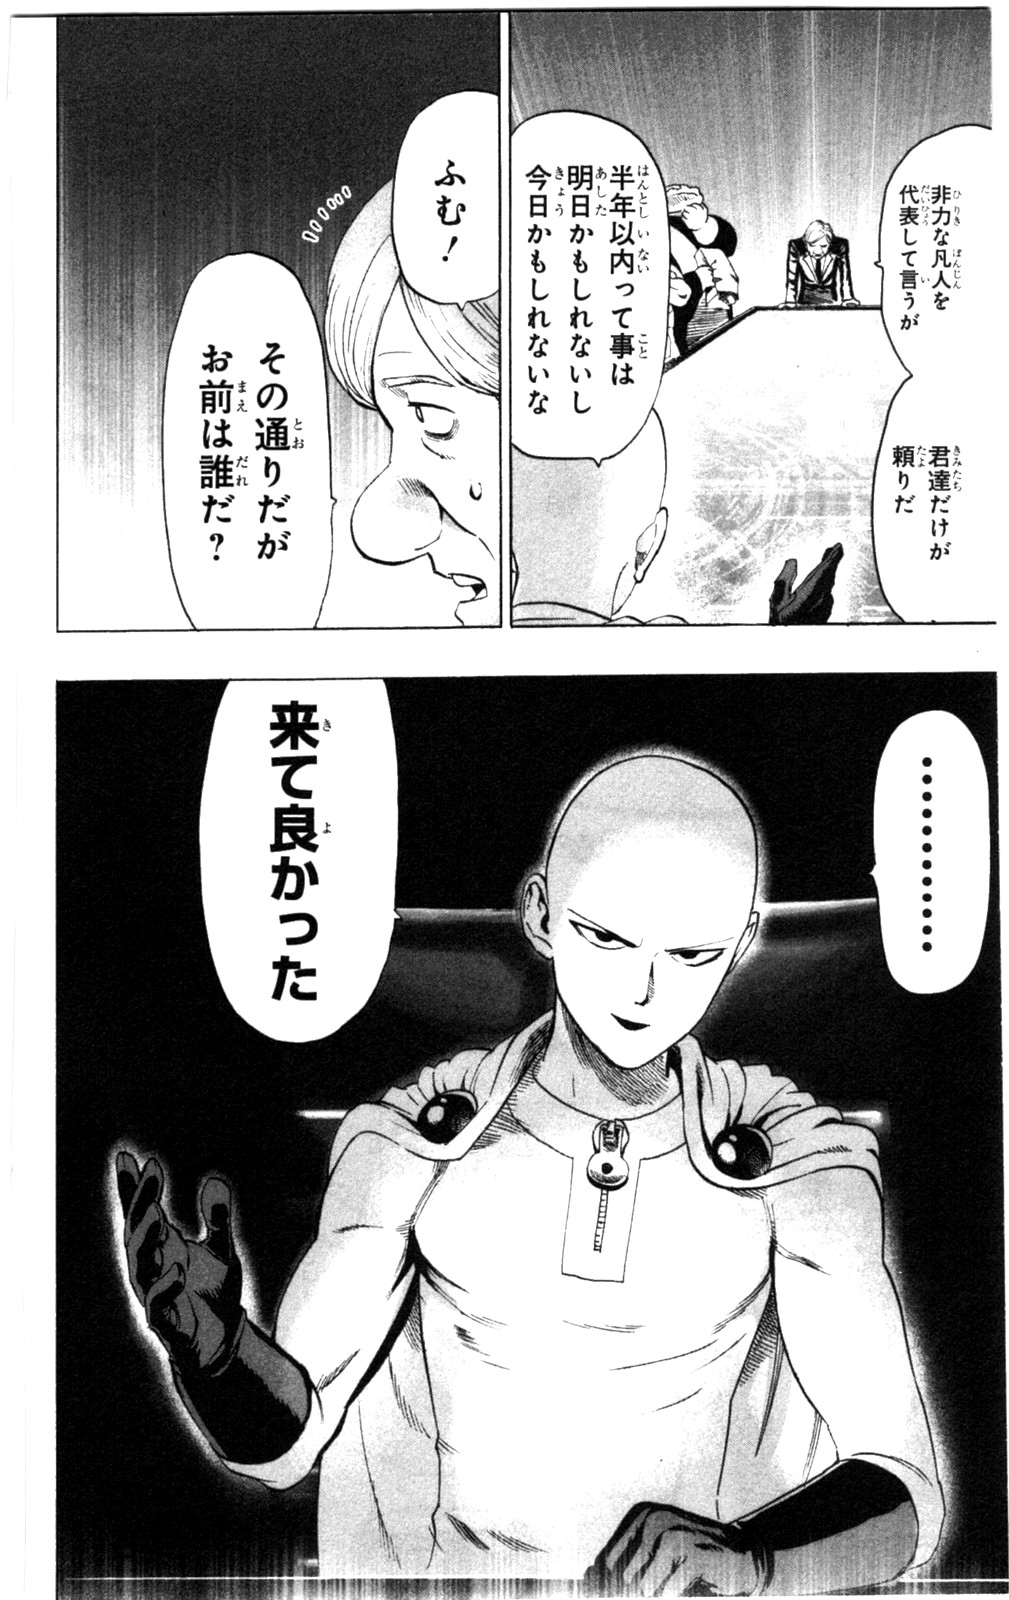 非力な凡人を
代表して言うが
君達だけが
頼りだ
半年以内って事は
明日かもしれないし
今日かもしれないな
ふむ！
その通りだが
お前は誰だ？
…………
来て良かった